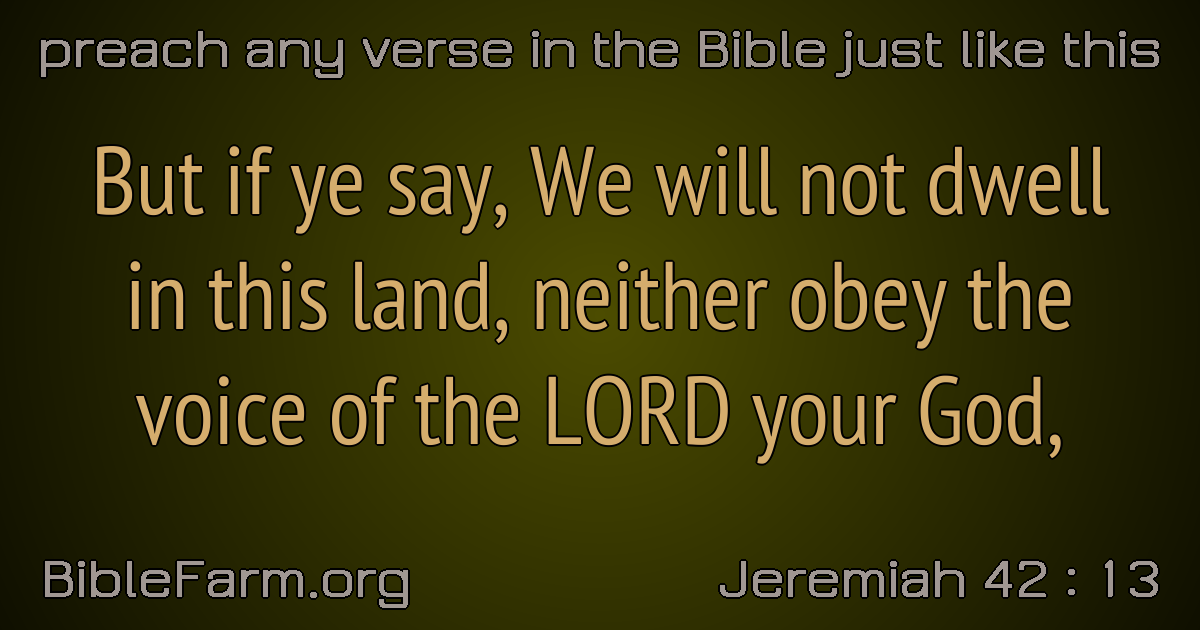 preach any verse in the Bible just like this
But if ye say, We will not dwell
in this land, neither obey the
voice of the LORD your God,
BibleFarm.org
Jeremiah 42 : 13